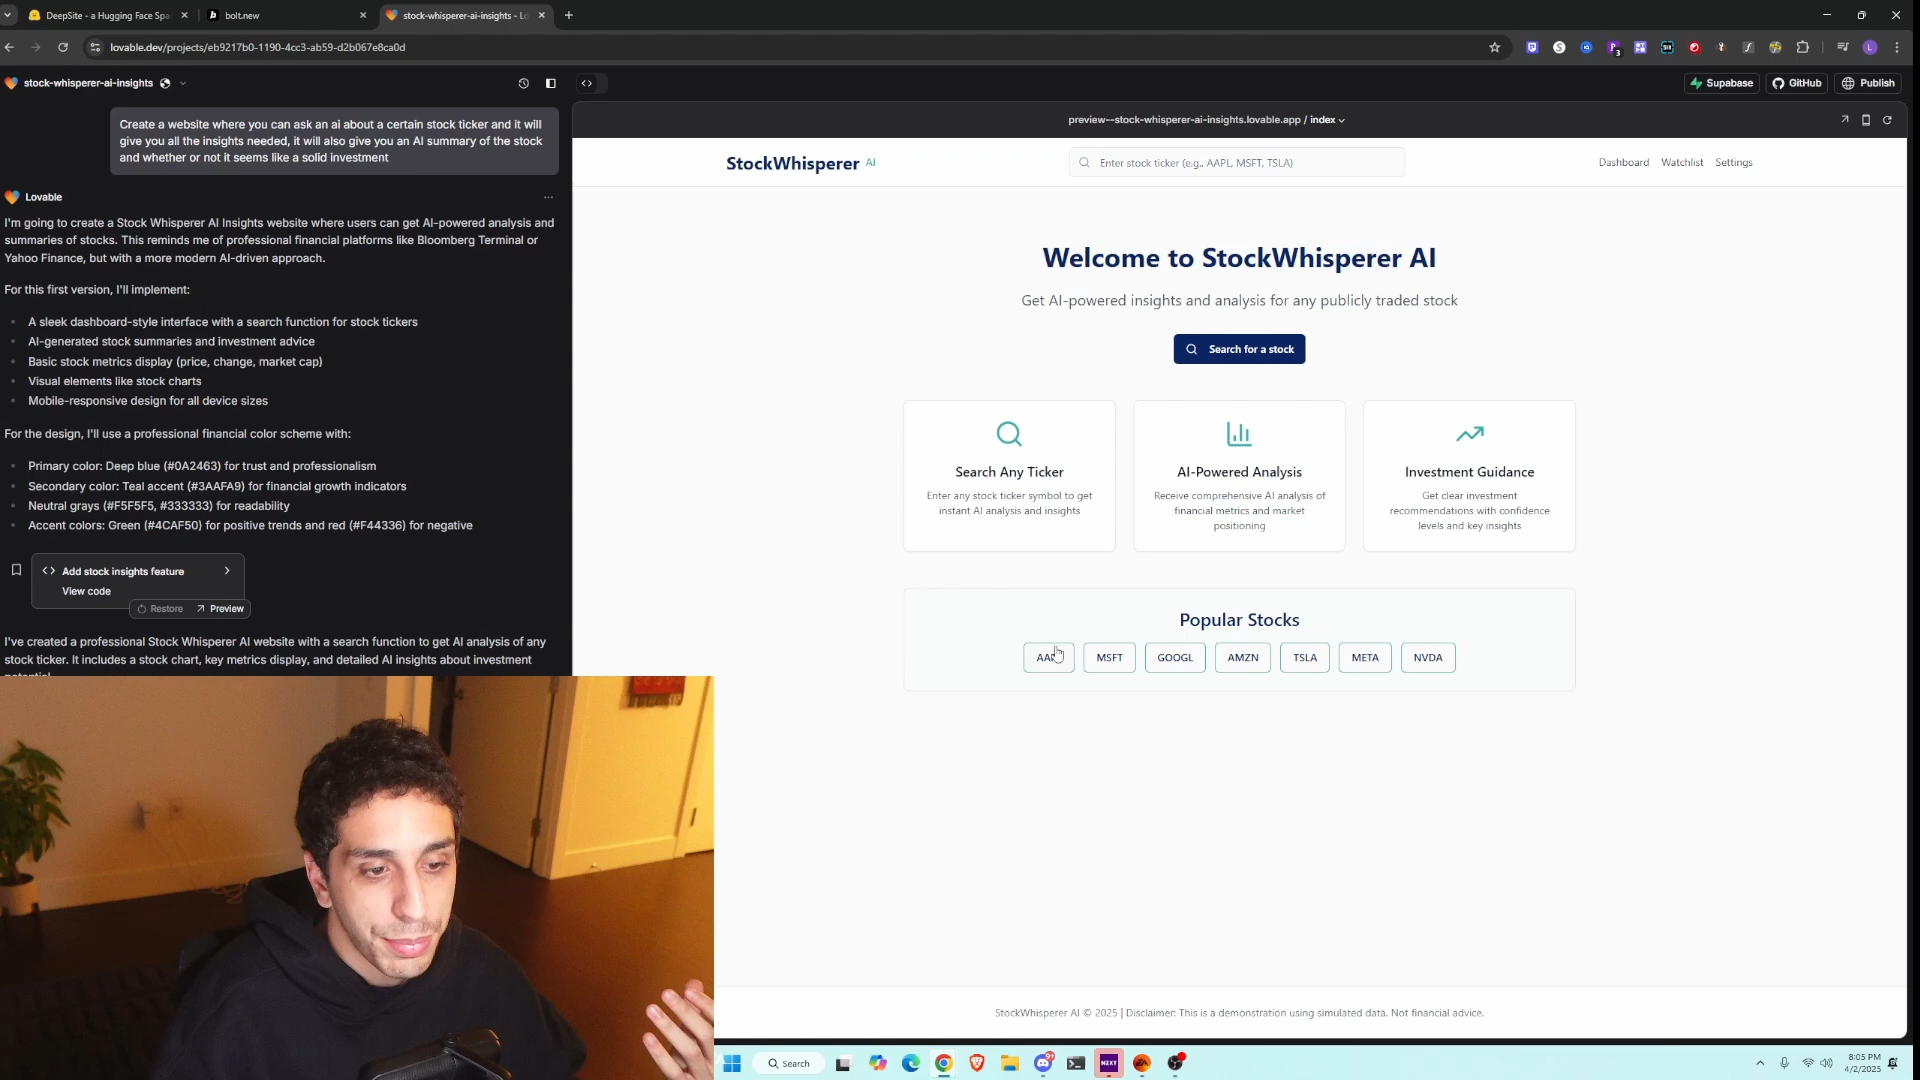 DeepSite - a Hugging Face Spa
bolt.new
stock-whisperer-ai-insights - Lo
lovable.dev/projects/eb9217b0-1190-4cc3-ab59-d2b067e8ca0d
stock-whisperer-ai-insights
Supabase
GitHub
Publish
Create a website where you can ask an ai about a certain stock ticker and it will
give you all the insights needed, it will also give you an AI summary of the stock
and whether or not it seems like a solid investment
Lovable
I'm going to create a Stock Whisperer AI Insights website where users can get AI-powered analysis and
summaries of stocks. This reminds me of professional financial platforms like Bloomberg Terminal or
Yahoo Finance, but with a more modern AI-driven approach.
For this first version, I'll implement:
A sleek dashboard-style interface with a search function for stock tickers
AI-generated stock summaries and investment advice
Basic stock metrics display (price, change, market cap)
Visual elements like stock charts
Mobile-responsive design for all device sizes
For the design, I'll use a professional financial color scheme with:
Primary color: Deep blue (#0A2463) for trust and professionalism
Secondary color: Teal accent (#3AAFA9) for financial growth indicators
Neutral grays (#F5F5F5, #333333) for readability
Accent colors: Green (#4CAF50) for positive trends and red (#F44336) for negative
Add stock insights feature
View code
Restore
Preview
I've created a professional Stock Whisperer AI website with a search function to get AI analysis of any
stock ticker. It includes a stock chart, key metrics display, and detailed AI insights about investment
preview--stock-whisperer-ai-insights.lovable.app / index
StockWhisperer AI
Enter stock ticker (e.g., AAPL, MSFT, TSLA)
Dashboard
Watchlist
Settings
Welcome to StockWhisperer AI
Get AI-powered insights and analysis for any publicly traded stock
Search for a stock
Search Any Ticker
Enter any stock ticker symbol to get
instant AI analysis and insights
AI-Powered Analysis
Receive comprehensive AI analysis of
financial metrics and market
positioning
Investment Guidance
Get clear investment
recommendations with confidence
levels and key insights
Popular Stocks
MSFT
GOOGL
AMZN
TSLA
META
NVDA
StockWhisperer AI © 2025 | Disclaimer: This is a demonstration using simulated data. Not financial advice.
Search
8:05 PM
4/2/2025